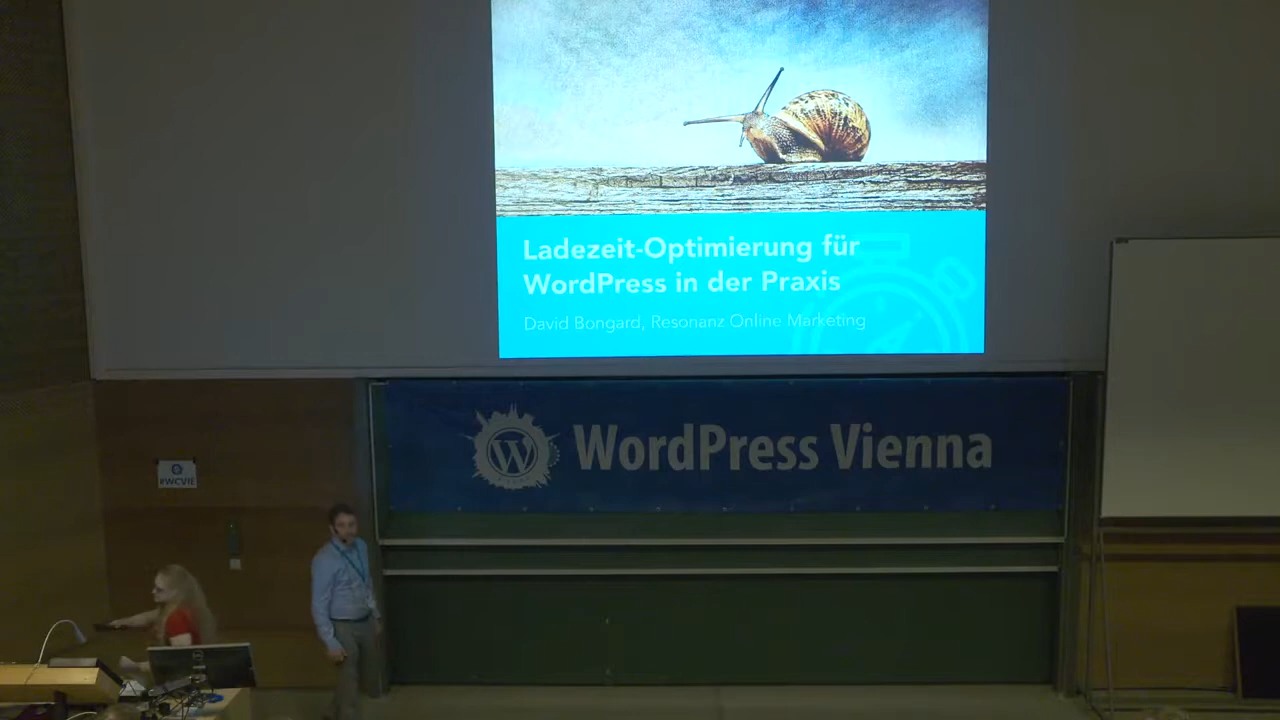 Ladezeit-Optimierung für
WordPress in der Praxis
David Bongard, Resonanz Online Marketing
WordPress Vienna
#WCVIE